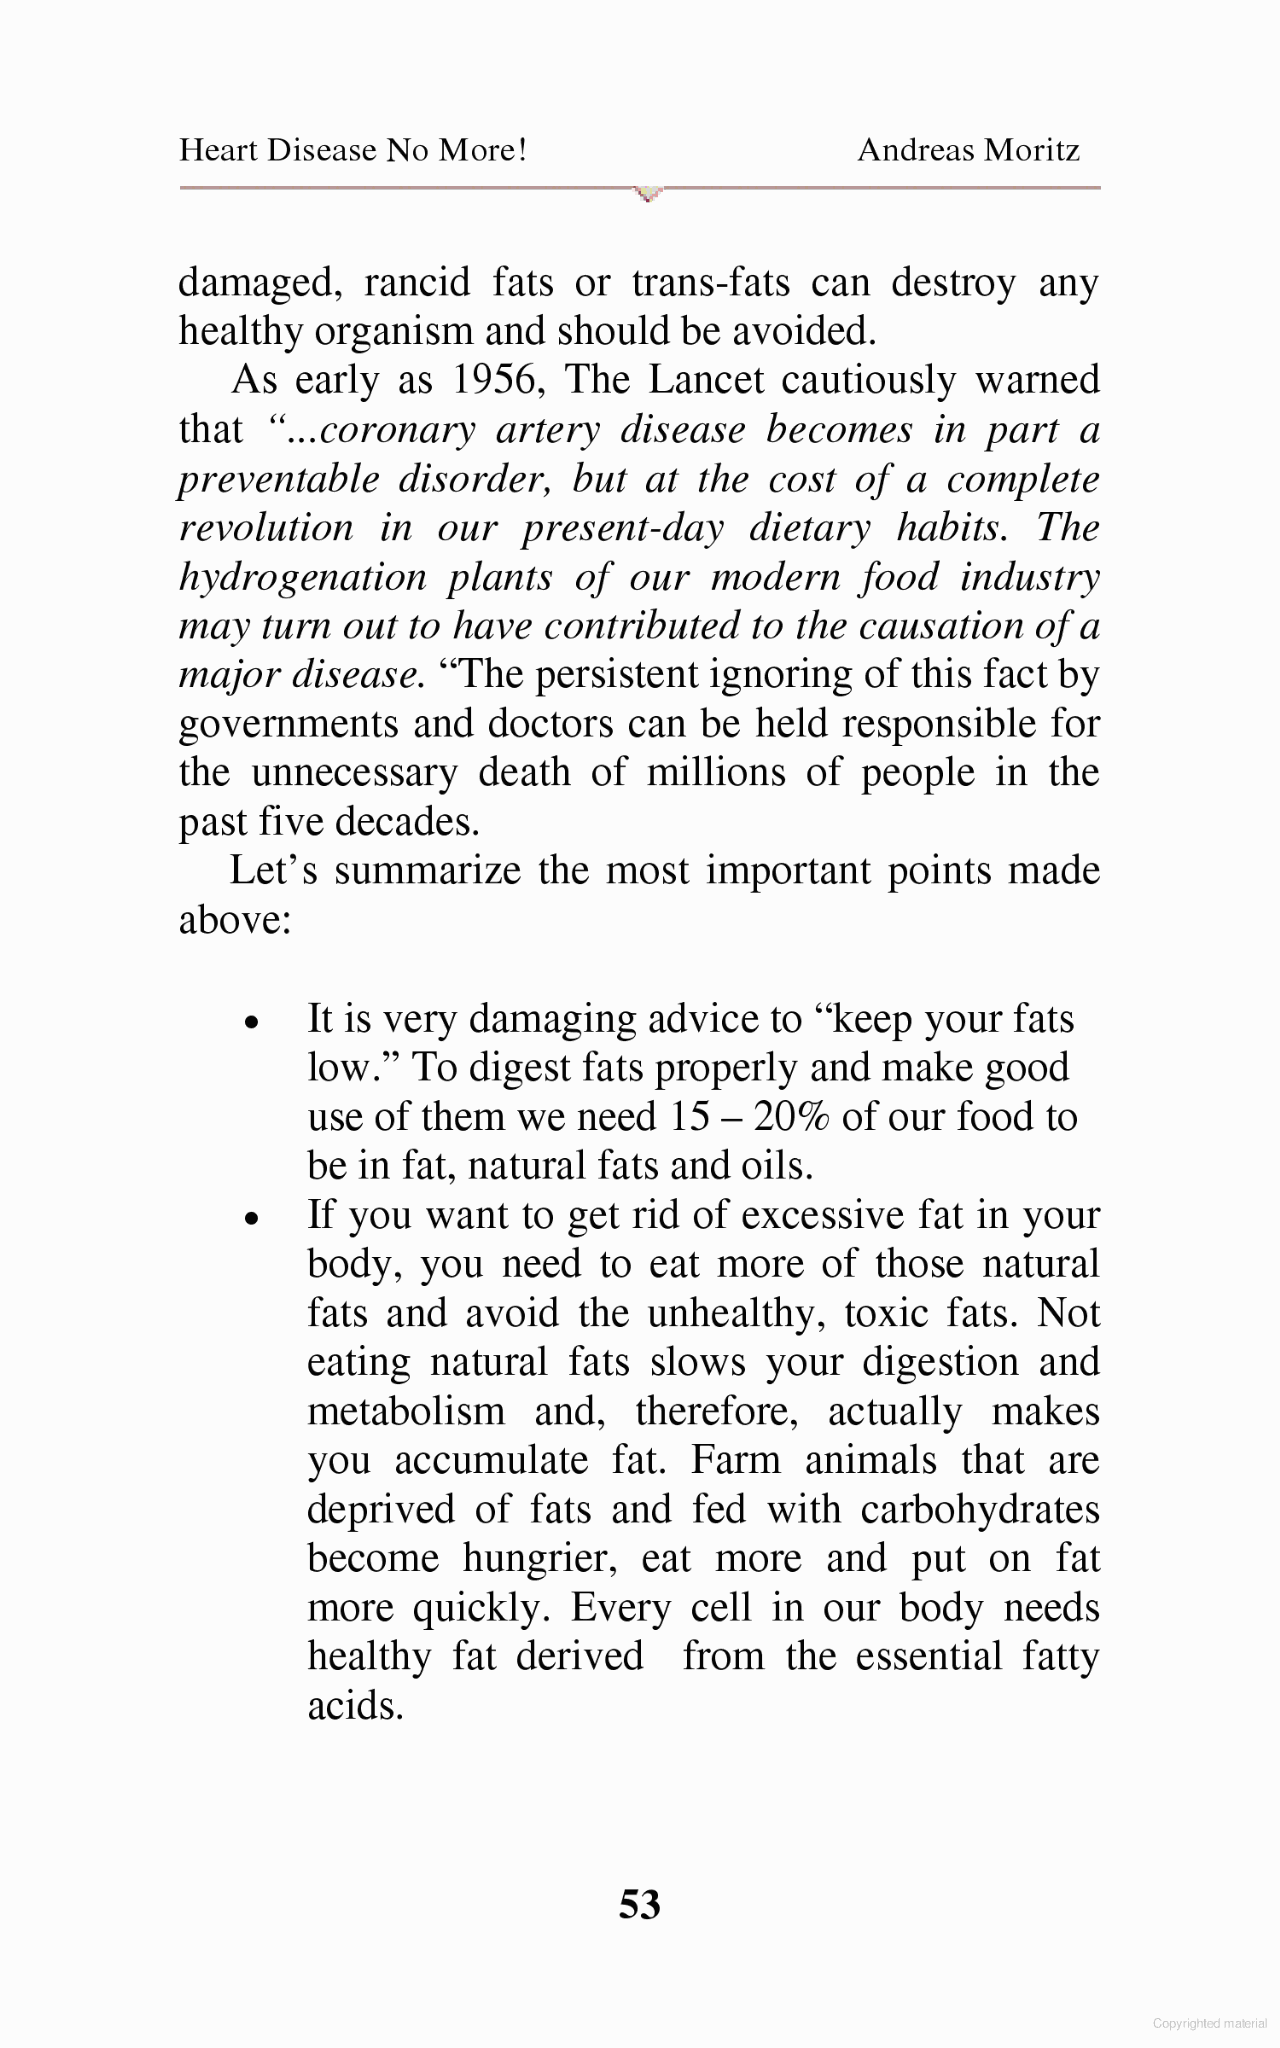 Heart Disease No More! Andreas Moritz
damaged, rancid fats or trans-fats can destroy any
healthy organism and should be avoided.
As early as 1956, The Lancet cautiously warned
that “...coronary artery disease becomes in part a
preventable disorder, but at the cost of a complete
revolution in our present-day dietary habits. The
hydrogenation plants of our modern food industry
may turn out to have contributed to the causation of a
major disease. “The persistent ignoring of this fact by
governments and doctors can be held responsible for
the unnecessary death of millions of people in the
past five decades.
Let’s summarize the most important points made
above:
• It is very damaging advice to “keep your fats
low.” To digest fats properly and make good
use of them we need 15 – 20% of our food to
be in fat, natural fats and oils.
• If you want to get rid of excessive fat in your
body, you need to eat more of those natural
fats and avoid the unhealthy, toxic fats. Not
eating natural fats slows your digestion and
metabolism and, therefore, actually makes
you accumulate fat. Farm animals that are
deprived of fats and fed with carbohydrates
become hungrier, eat more and put on fat
more quickly. Every cell in our body needs
healthy fat derived from the essential fatty
acids.
53
Copyrighted material